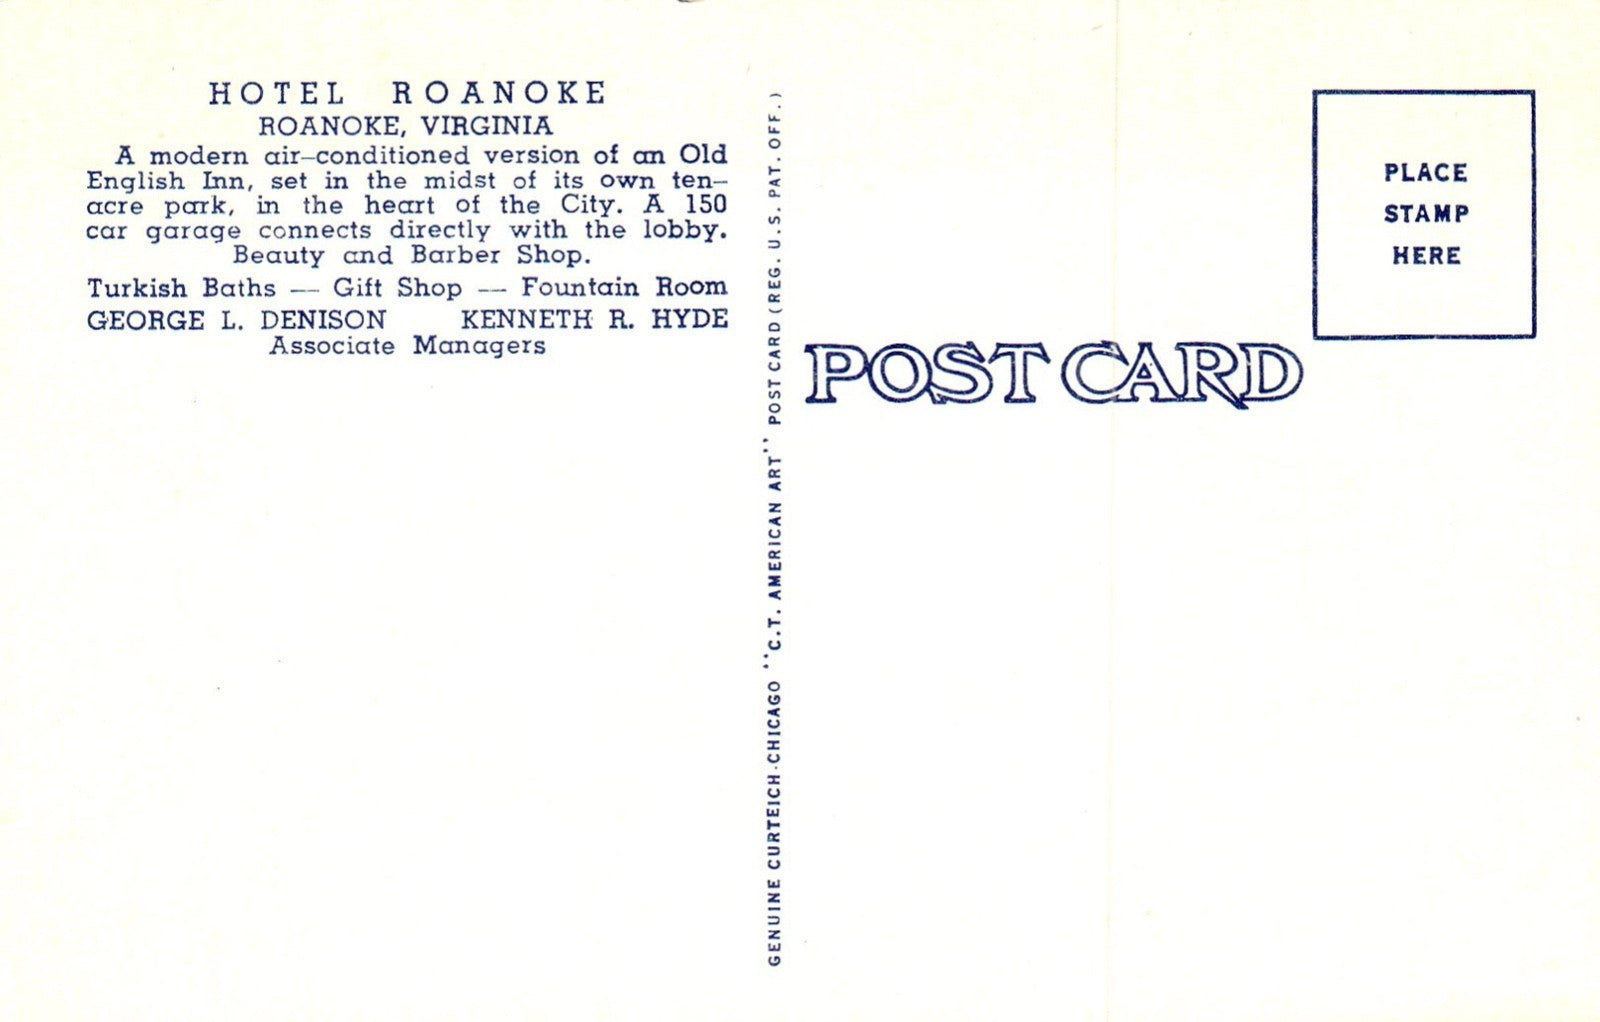 HOTEL ROANOKE
ROANOKE, VIRGINIA
A modern air-conditioned version of an Old
English Inn, set in the midst of its own ten-
acre park, in the heart of the City. A 150
car garage connects directly with the lobby.
Beauty and Barber Shop.
Turkish Baths — Gift Shop — Fountain Room
GEORGE L. DENISON KENNETH R. HYDE
Associate Managers
GENUINE CURTEICH-CHICAGO "C.T. AMERICAN ART" POST CARD (REG. U.S. PAT. OFF.)
PLACE
STAMP
HERE
POST CARD